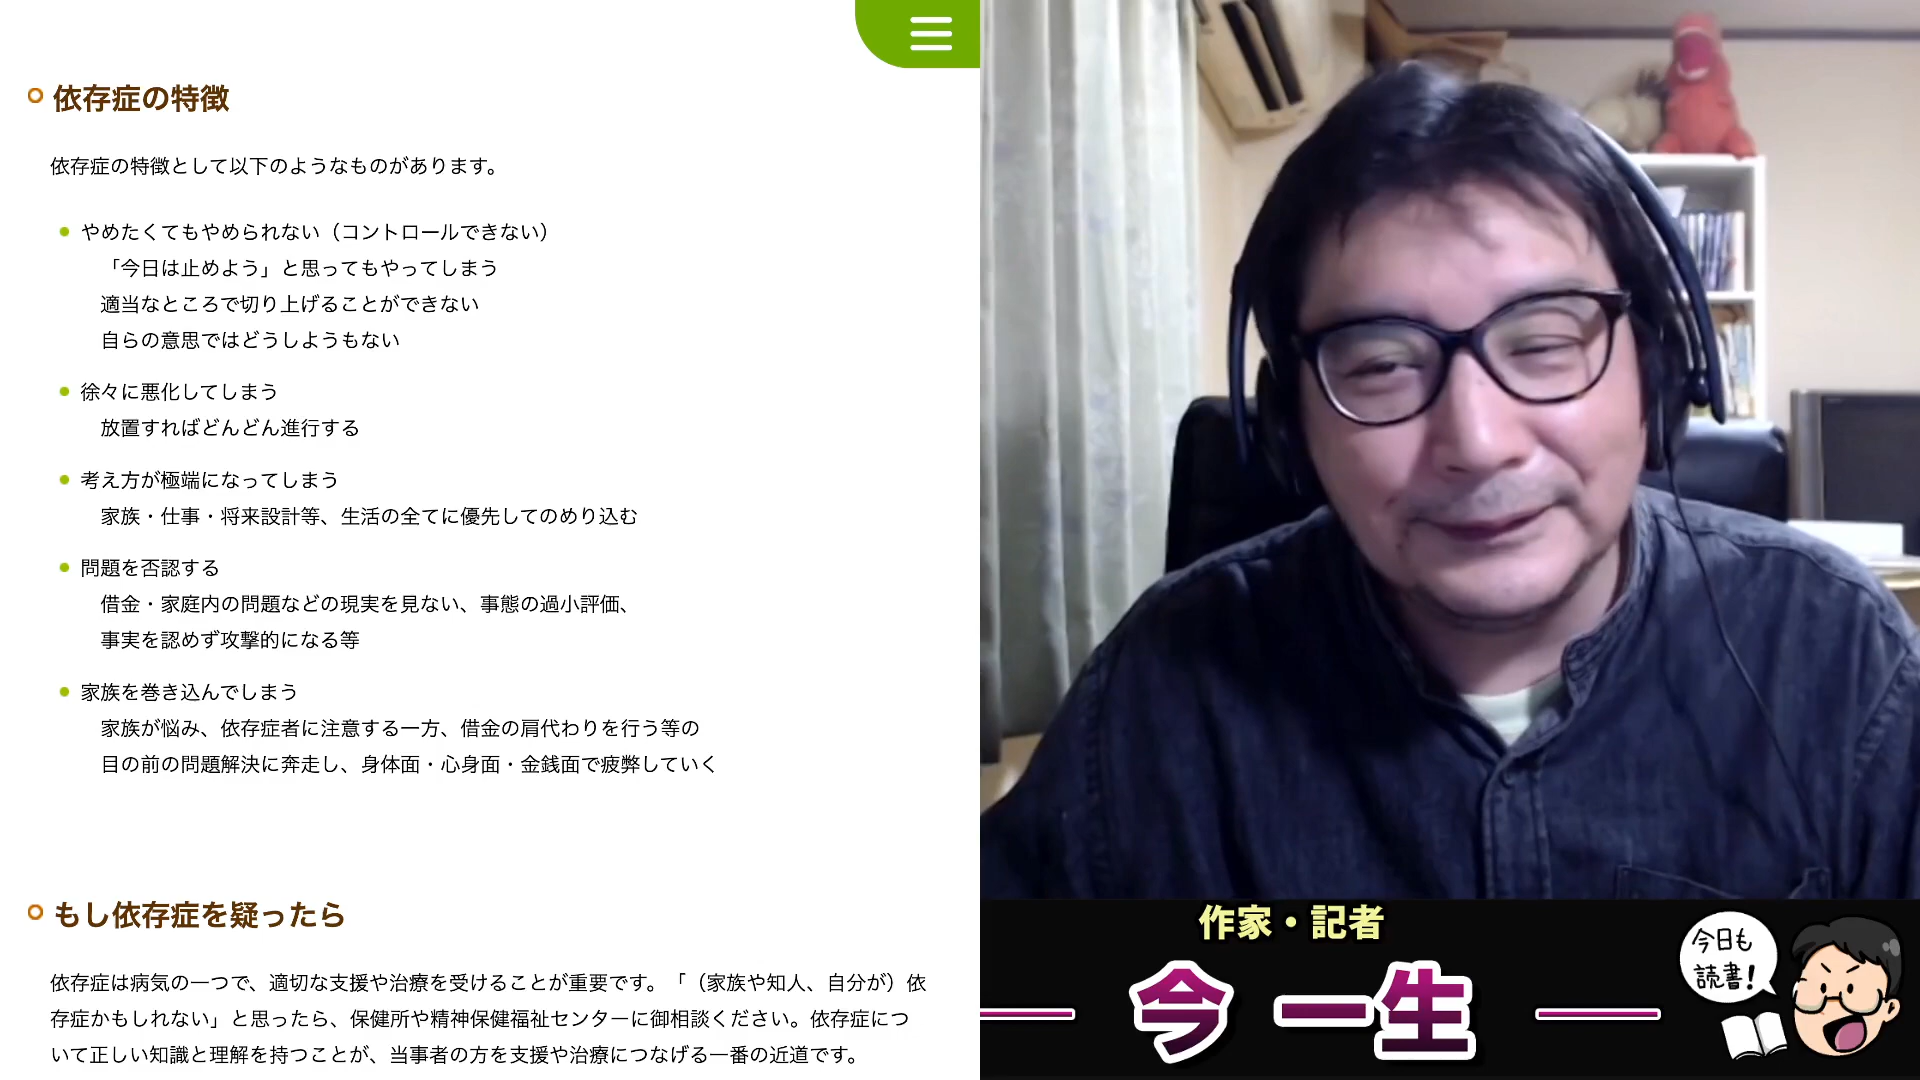 依存症の特徴
依存症の特徴として以下のようなものがあります。
やめたくてもやめられない（コントロールできない）
「今日は止めよう」と思ってもやってしまう
適当なところで切り上げることができない
自らの意思ではどうしようもない
徐々に悪化してしまう
放置すればどんどん進行する
考え方が極端になってしまう
家族・仕事・将来設計等、生活の全てに優先してのめり込む
問題を否認する
借金・家庭内の問題などの現実を見ない、事態の過小評価、
事実を認めず攻撃的になる等
家族を巻き込んでしまう
家族が悩み、依存症者に注意する一方、借金の肩代わりを行う等の
目の前の問題解決に奔走し、身体面・心身面・金銭面で疲弊していく
もし依存症を疑ったら
依存症は病気の一つで、適切な支援や治療を受けることが重要です。「（家族や知人、自分が）依
存症かもしれない」と思ったら、保健所や精神保健福祉センターに御相談ください。依存症につ
いて正しい知識と理解を持つことが、当事者の方を支援や治療につなげる一番の近道です。
作家・記者
今 一生
今日も
読書!